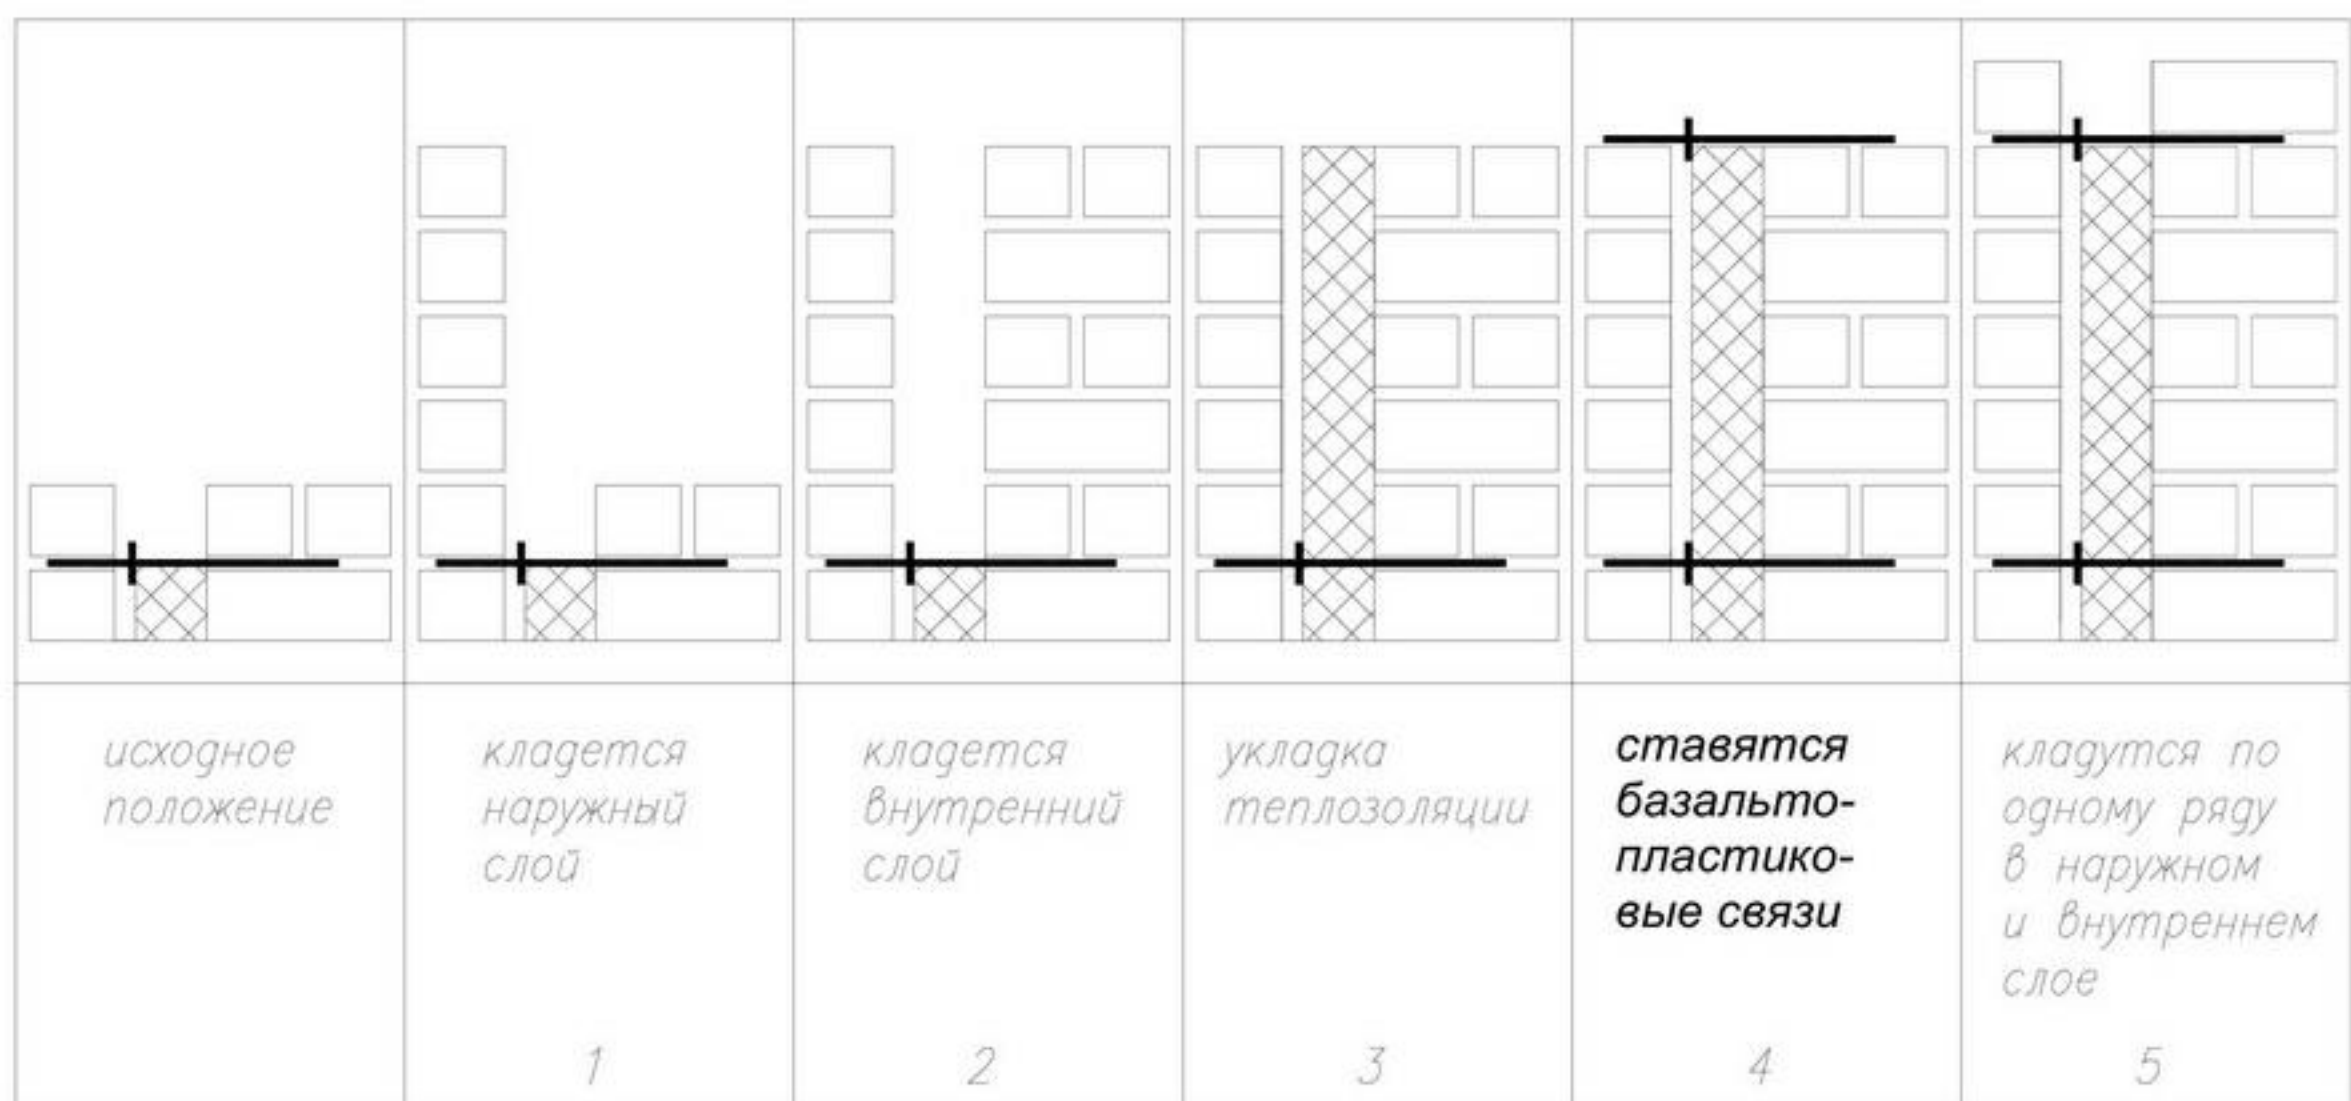 исходное
положение
кладется
наружный
слой
1
кладется
внутренний
слой
2
укладка
теплозоляции
3
ставятся
базальто-
пластико-
вые связи
4
кладутся по
одному ряду
в наружном
и внутреннем
слое
5